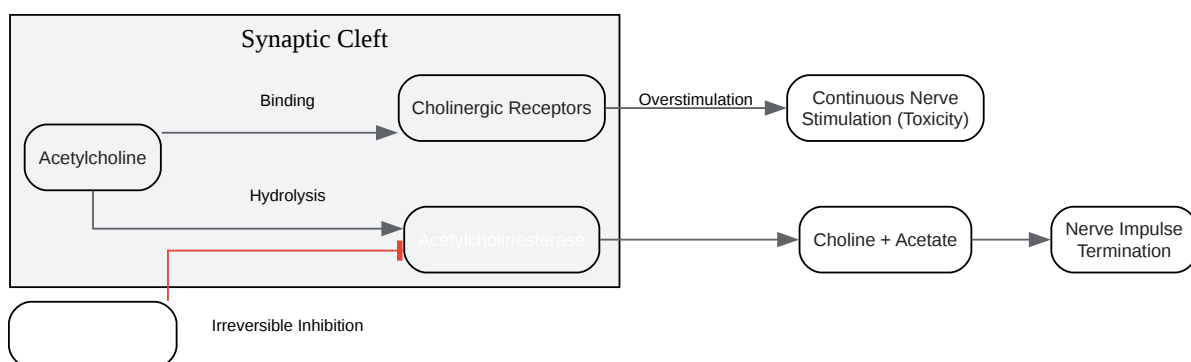 Synaptic Cleft
Binding
Cholinergic Receptors
Overstimulation
Continuous Nerve
Stimulation (Toxicity)
Acetylcholine
Hydrolysis
Acetylcholinesterase
Choline + Acetate
Nerve Impulse
Termination
Irreversible Inhibition